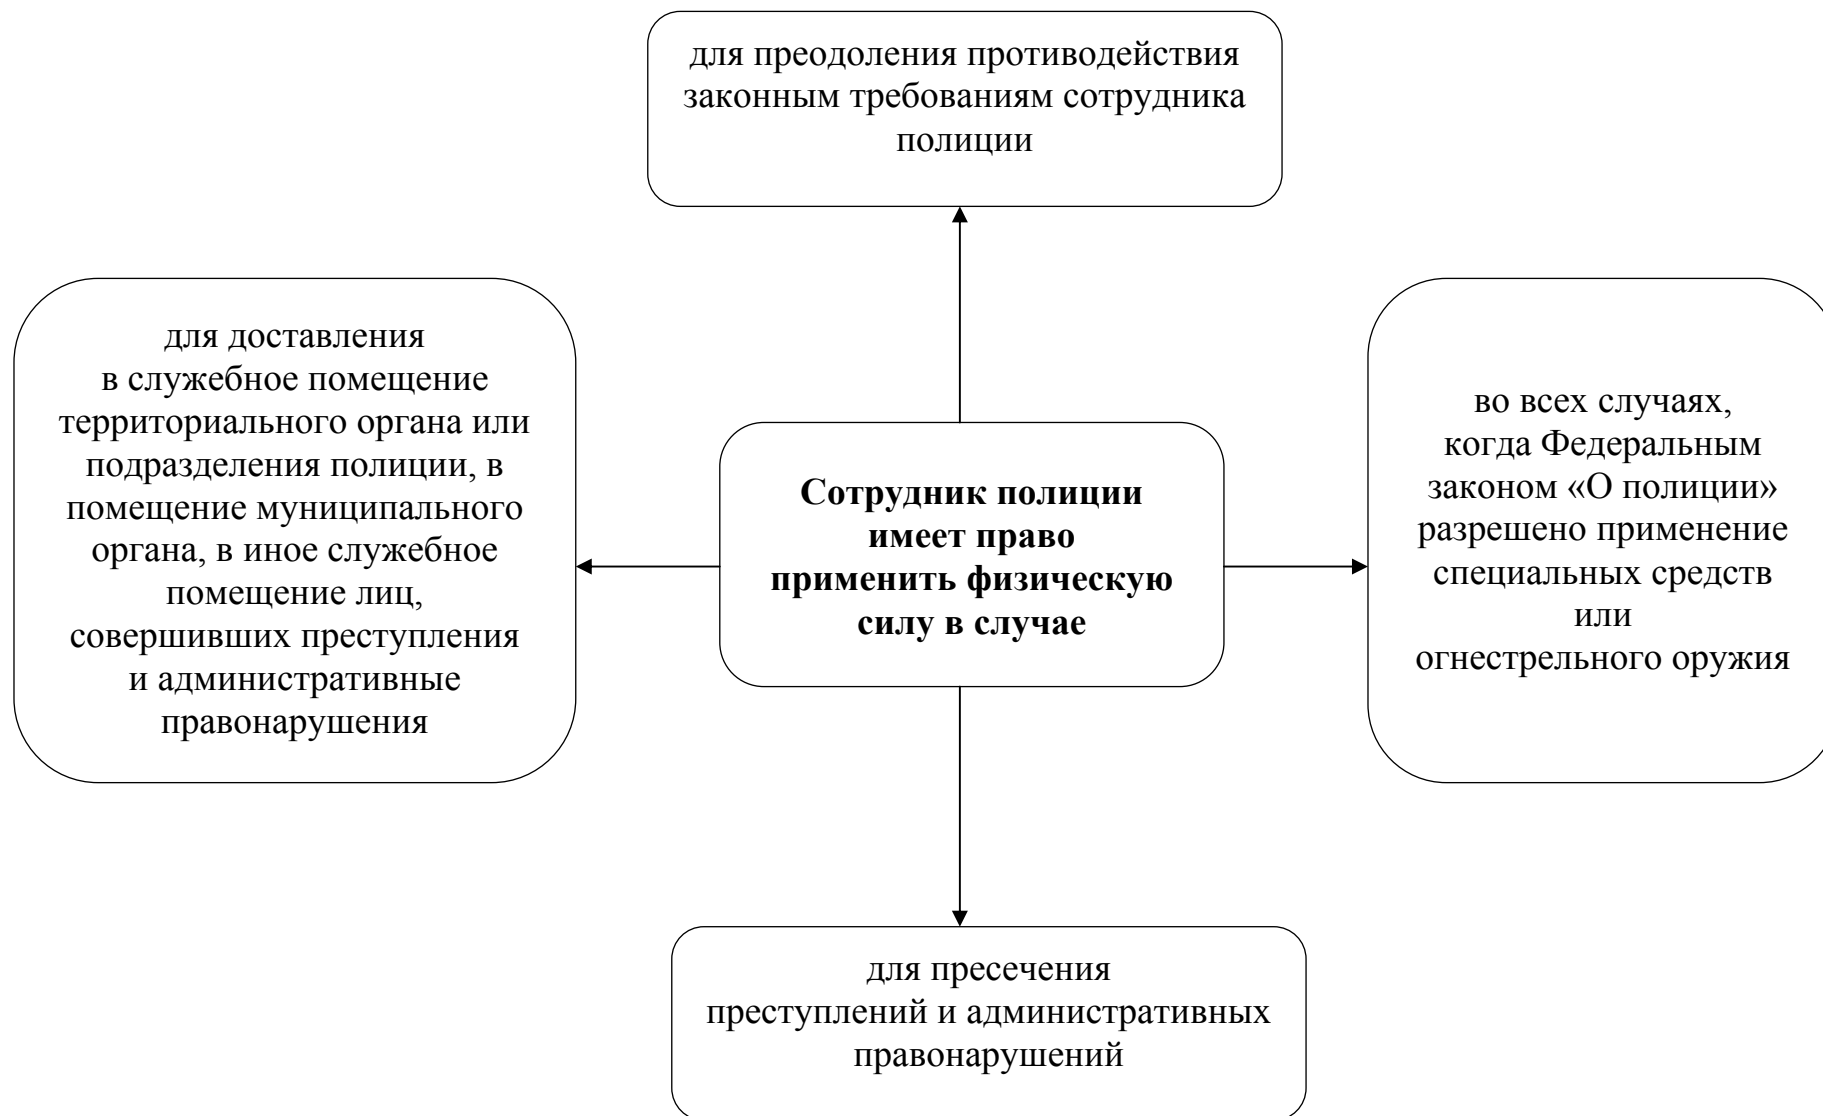 для преодоления противодействия
законным требованиям сотрудника
полиции
для доставления
в служебное помещение
территориального органа или
подразделения полиции, в
помещение муниципального
органа, в иное служебное
помещение лиц,
совершивших преступления
и административные
правонарушения
Сотрудник полиции
имеет право
применить физическую
силу в случае
во всех случаях,
когда Федеральным
законом «О полиции»
разрешено применение
специальных средств
или
огнестрельного оружия
для пресечения
преступлений и административных
правонарушений